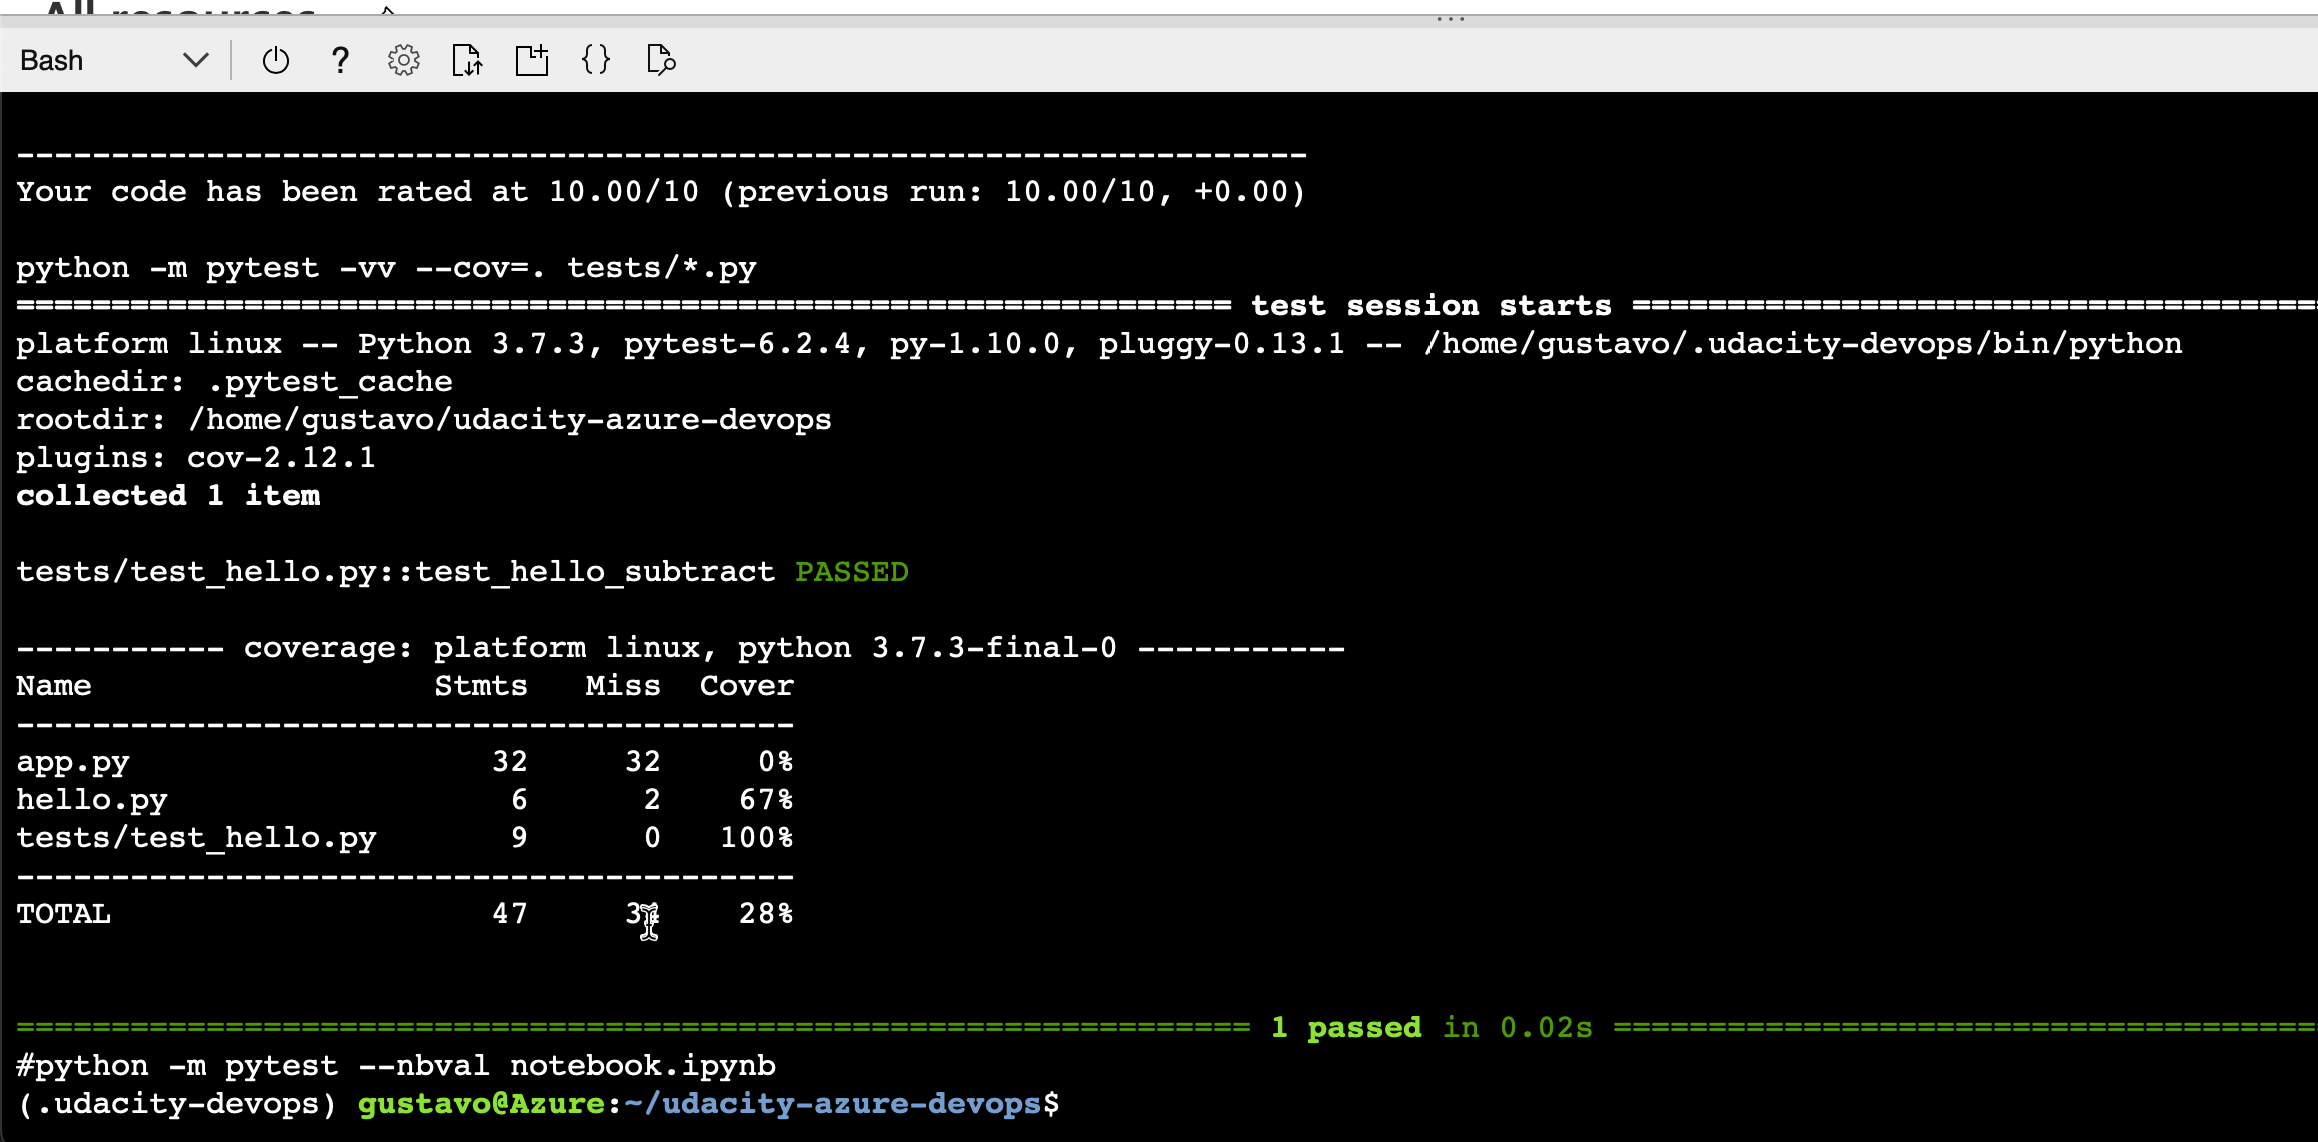 Bash
-------------------------------------------------------------------
Your code has been rated at 10.00/10 (previous run: 10.00/10, +0.00)
python -m pytest -vv --cov=. tests/*.py
================================================================ test session starts ====================================
platform linux -- Python 3.7.3, pytest-6.2.4, py-1.10.0, pluggy-0.13.1 -- /home/gustavo/.udacity-devops/bin/python
cachedir: .pytest_cache
rootdir: /home/gustavo/udacity-azure-devops
plugins: cov-2.12.1
collected 1 item
tests/test_hello.py::test_hello_subtract PASSED
----------- coverage: platform linux, python 3.7.3-final-0 -----------
Name                  Stmts   Miss  Cover
-----------------------------------------
app.py                   32     32     0%
hello.py                  6      2    67%
tests/test_hello.py       9      0   100%
-----------------------------------------
TOTAL                    47           28%
================================================================= 1 passed in 0.02s =====================================
#python -m pytest --nbval notebook.ipynb
(.udacity-devops) gustavo@Azure:~/udacity-azure-devops$